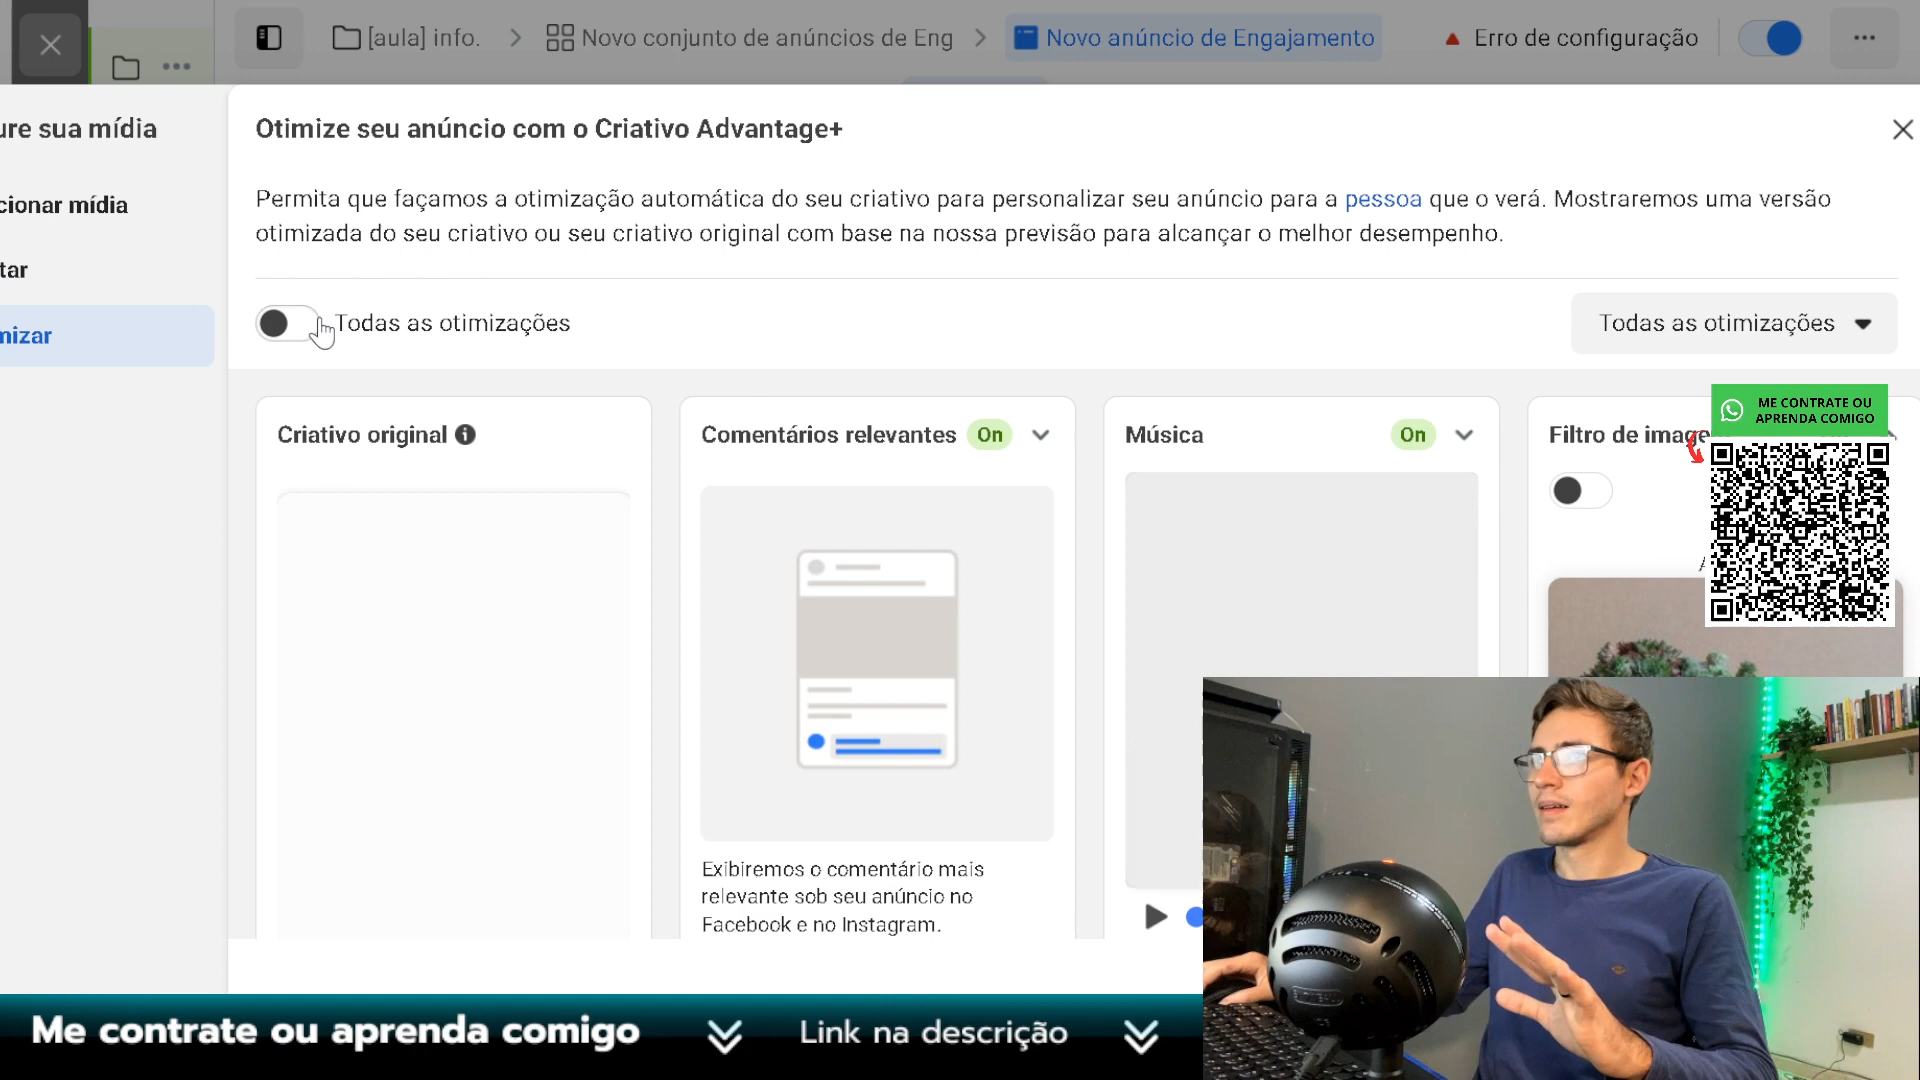 [aula] info.
Novo conjunto de anúncios de Eng
Novo anúncio de Engajamento
Erro de configuração
ure sua mídia
cionar mídia
tar
mizar
Otimize seu anúncio com o Criativo Advantage+
Permita que façamos a otimização automática do seu criativo para personalizar seu anúncio para a pessoa que o verá. Mostraremos uma versão
otimizada do seu criativo ou seu criativo original com base na nossa previsão para alcançar o melhor desempenho.
Todas as otimizações
Todas as otimizações
Criativo original
Comentários relevantes On
Exibiremos o comentário mais
relevante sob seu anúncio no
Facebook e no Instagram.
Música On
Filtro de image
ME CONTRATE OU
APRENDA COMIGO
Me contrate ou aprenda comigo
Link na descrição